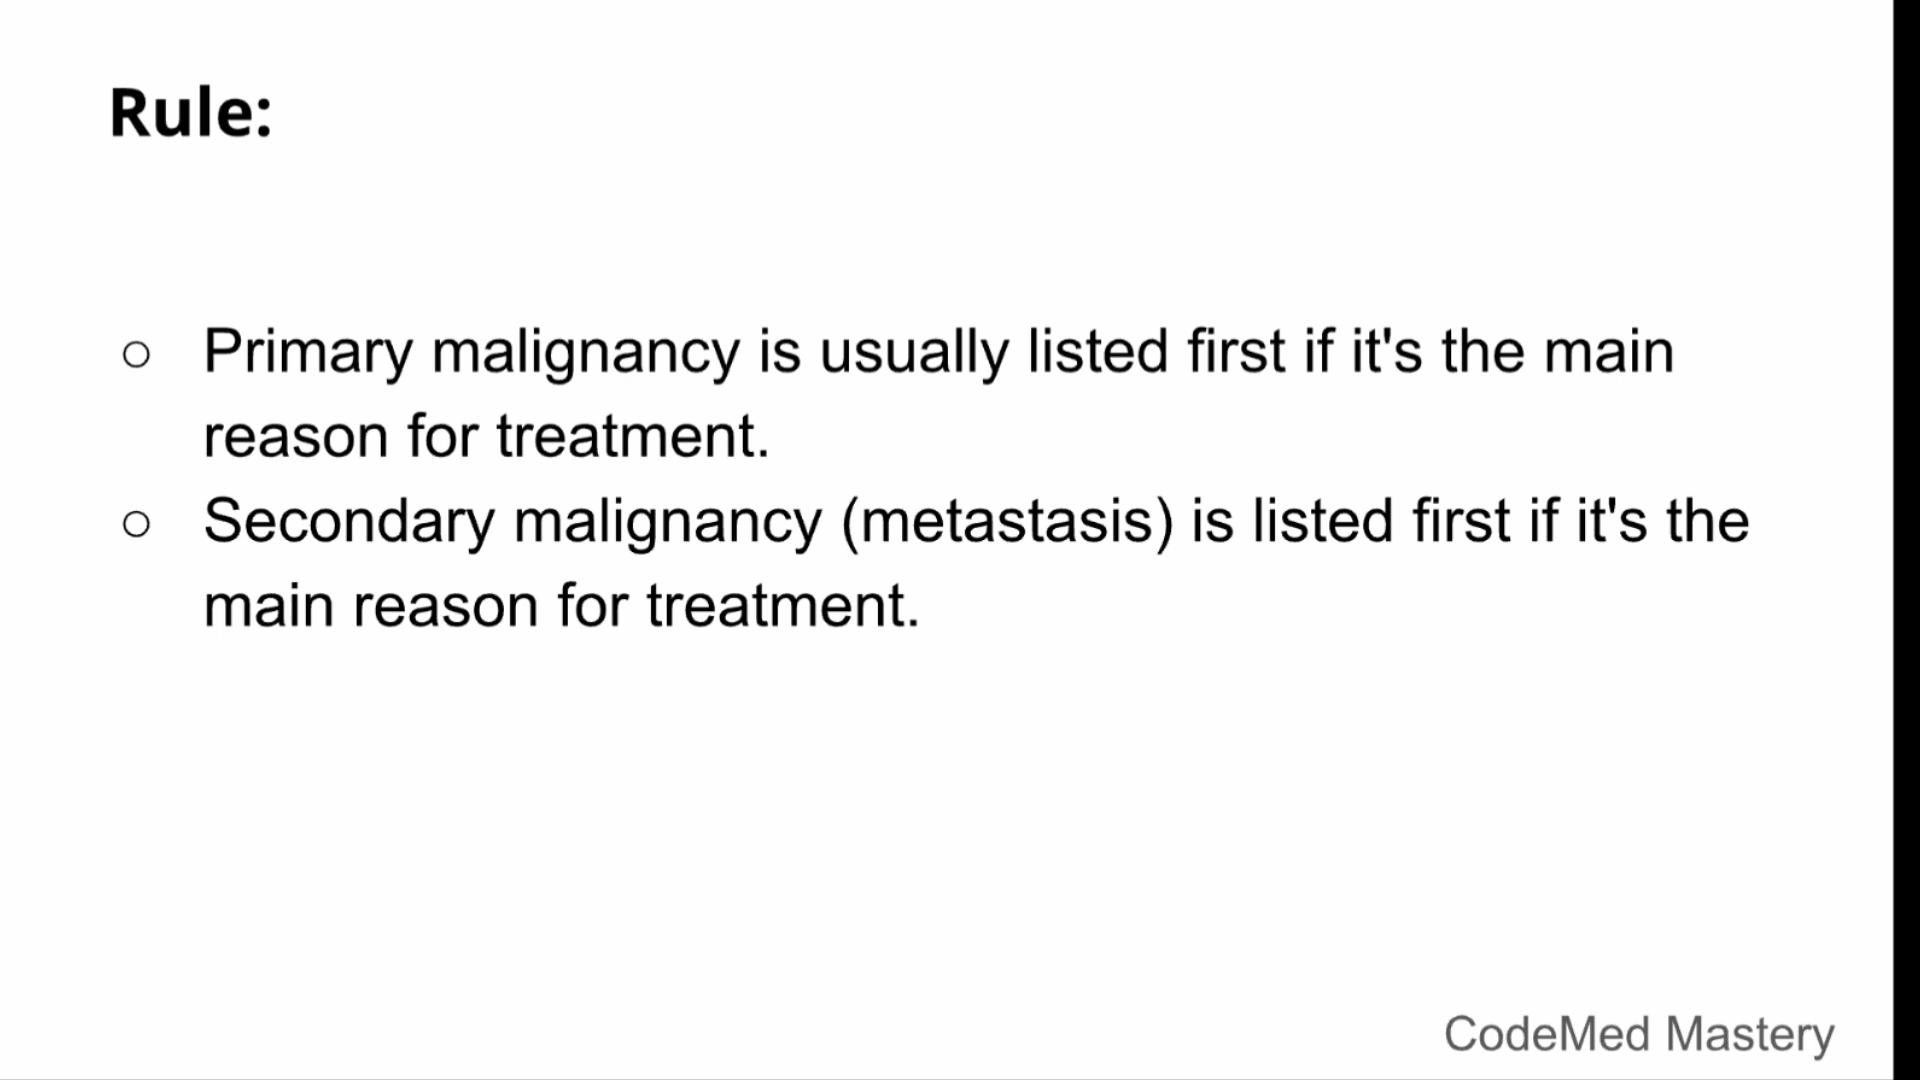 Rule:
○ Primary malignancy is usually listed first if it's the main
reason for treatment.
○ Secondary malignancy (metastasis) is listed first if it's the
main reason for treatment.
CodeMed Mastery